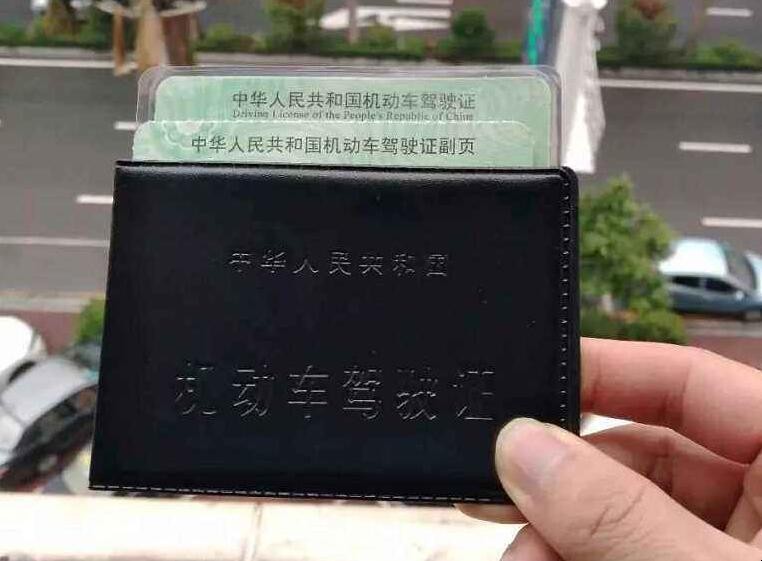 中华人民共和国机动车驾驶证
Driving License of the People's Republic of China
中华人民共和国机动车驾驶证副页
中华人民共和国
机动车驾驶证